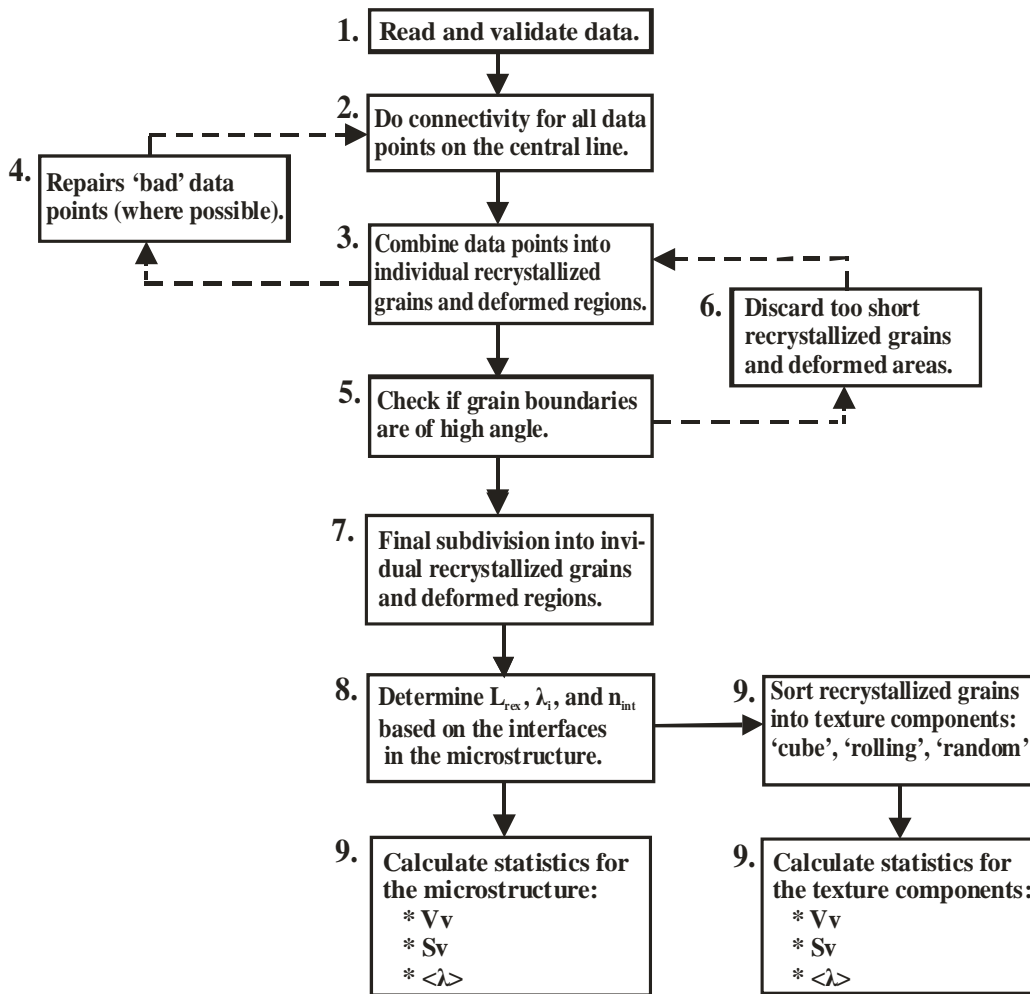 1. Read and validate data.
2. Do connectivity for all data
points on the central line.
4. Repairs ‘bad’ data
points (where possible).
3. Combine data points into
individual recrystallized
grains and deformed regions.
6. Discard too short
recrystallized grains
and deformed areas.
5. Check if grain boundaries
are of high angle.
7. Final subdivision into invi-
dual recrystallized grains
and deformed regions.
8. Determine Lrex, λi, and nint
based on the interfaces
in the microstructure.
9. Sort recrystallized grains
into texture components:
‘cube’, ‘rolling’, ‘random’
9. Calculate statistics for
the microstructure:
* Vv
* Sv
* <λ>
9. Calculate statistics for
the texture components:
* Vv
* Sv
* <λ>